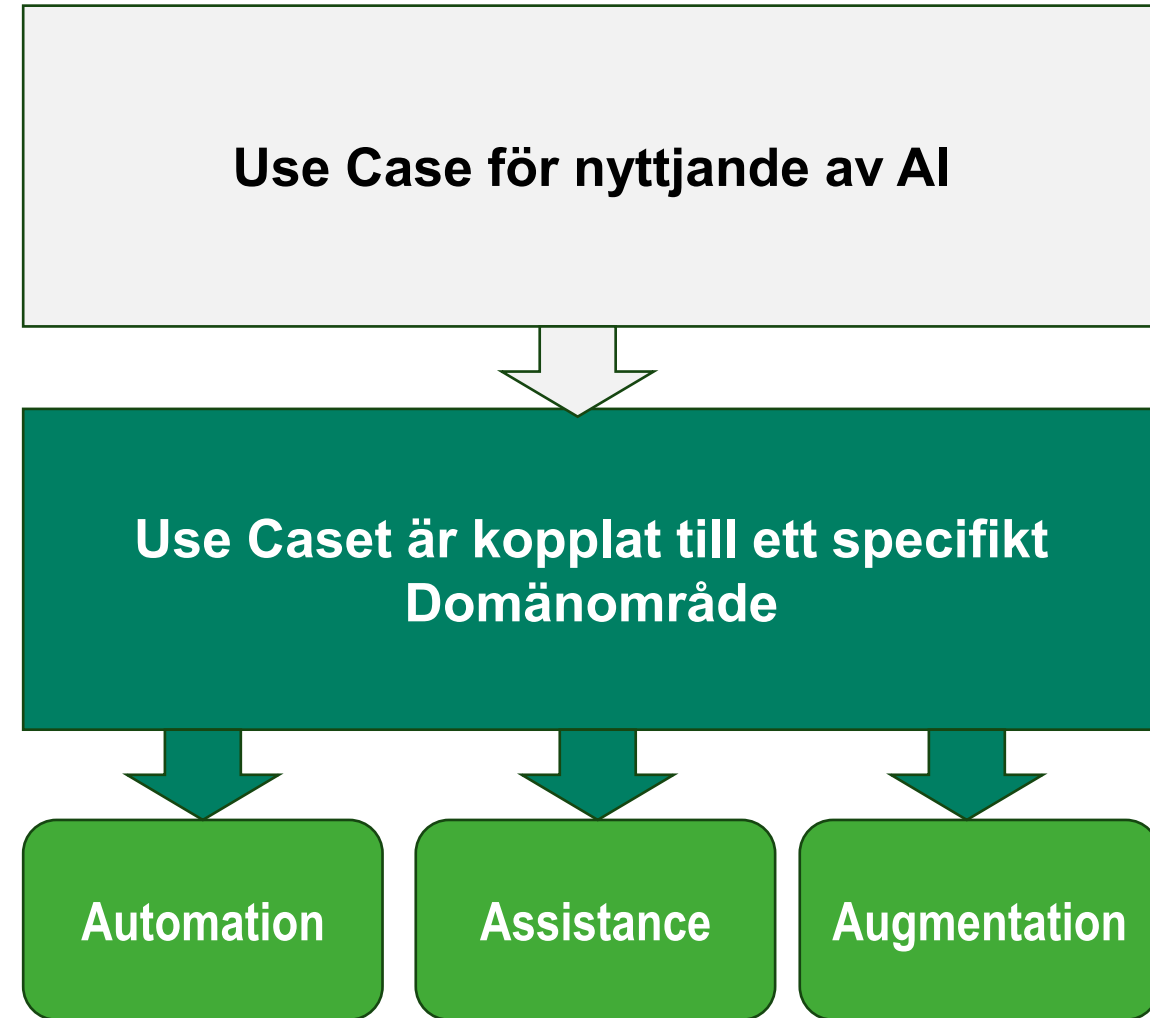 Use Case för nyttjande av AI
Use Caset är kopplat till ett specifikt
Domänområde
Automation
Assistance
Augmentation